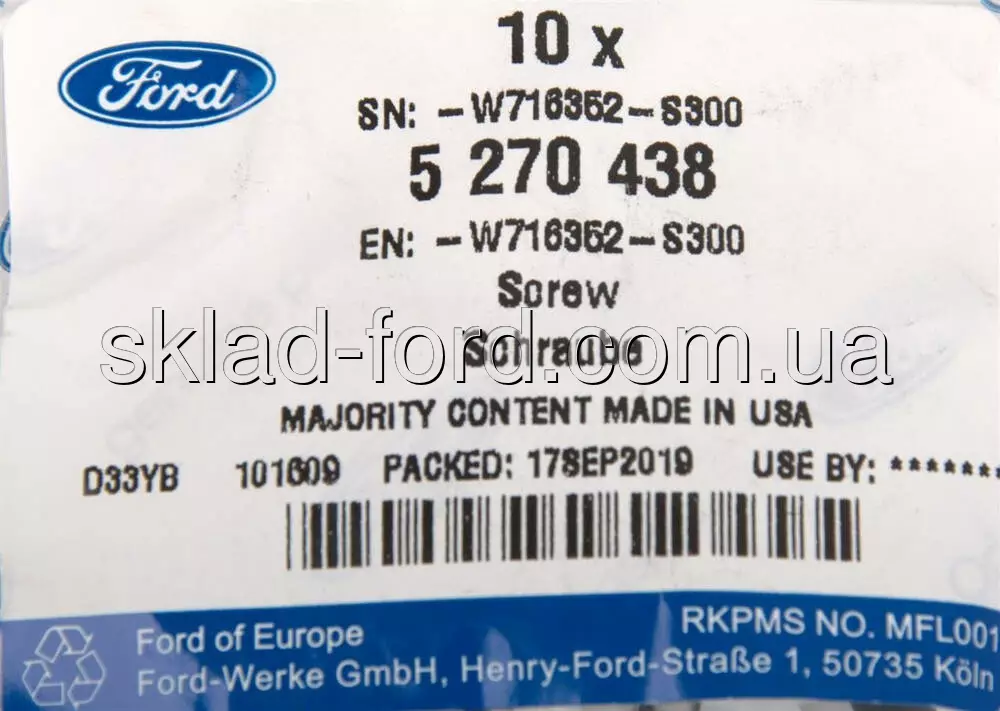 10 x
Ford
SN: -W716352-S300
5 270 438
EN: -W716352-S300
Screw
Schraube
sklad-ford.com.ua
MAJORITY CONTENT MADE IN USA
D33YB 101609 PACKED: 17SEP2019 USE BY: *******
RKPMS NO. MFL001
Ford of Europe
Ford-Werke GmbH, Henry-Ford-Straße 1, 50735 Köln